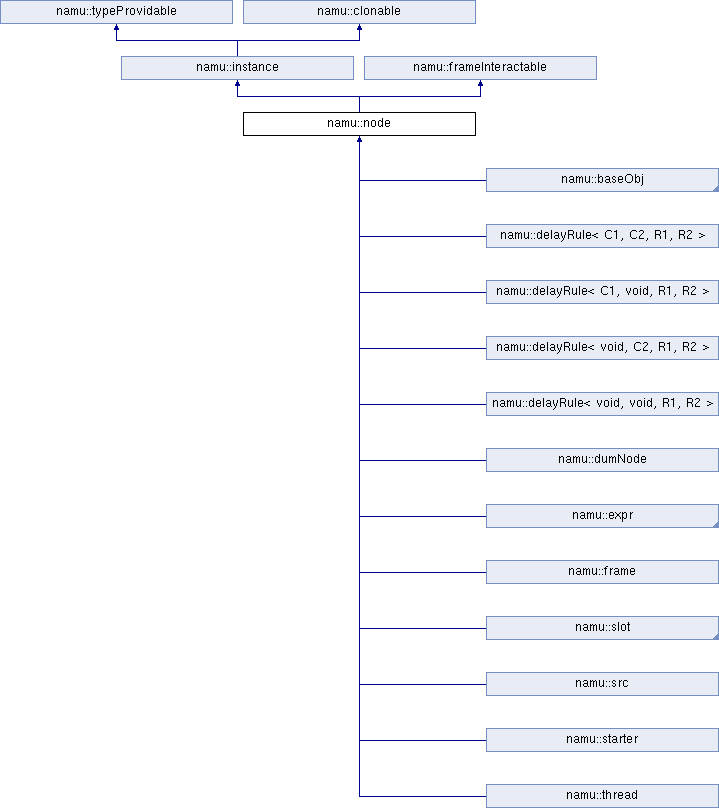 namu::typeProvidable
namu::clonable
namu::instance
namu::frameInteractable
namu::node
namu::baseObj
namu::delayRule< C1, C2, R1, R2 >
namu::delayRule< C1, void, R1, R2 >
namu::delayRule< void, C2, R1, R2 >
namu::delayRule< void, void, R1, R2 >
namu::dumNode
namu::expr
namu::frame
namu::slot
namu::src
namu::starter
namu::thread